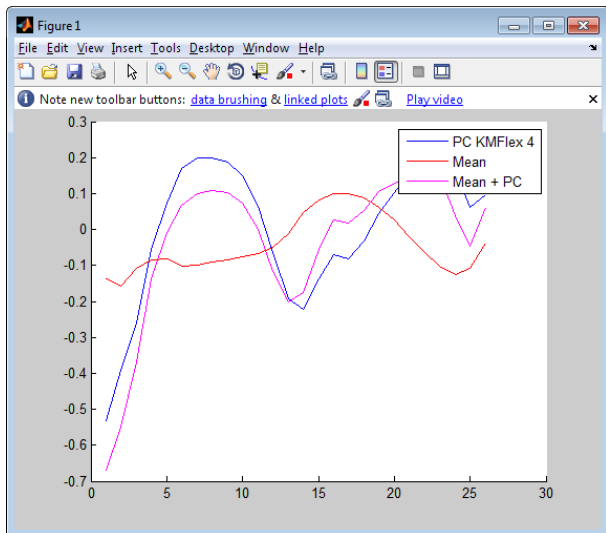 Figure 1
File Edit View Insert Tools Desktop Window Help
Note new toolbar buttons: data brushing & linked plots Play video
0.3
0.2
0.1
0
-0.1
-0.2
-0.3
-0.4
-0.5
-0.6
-0.7
0 5 10 15 20 25 30
PC KMFlex 4
Mean
Mean + PC